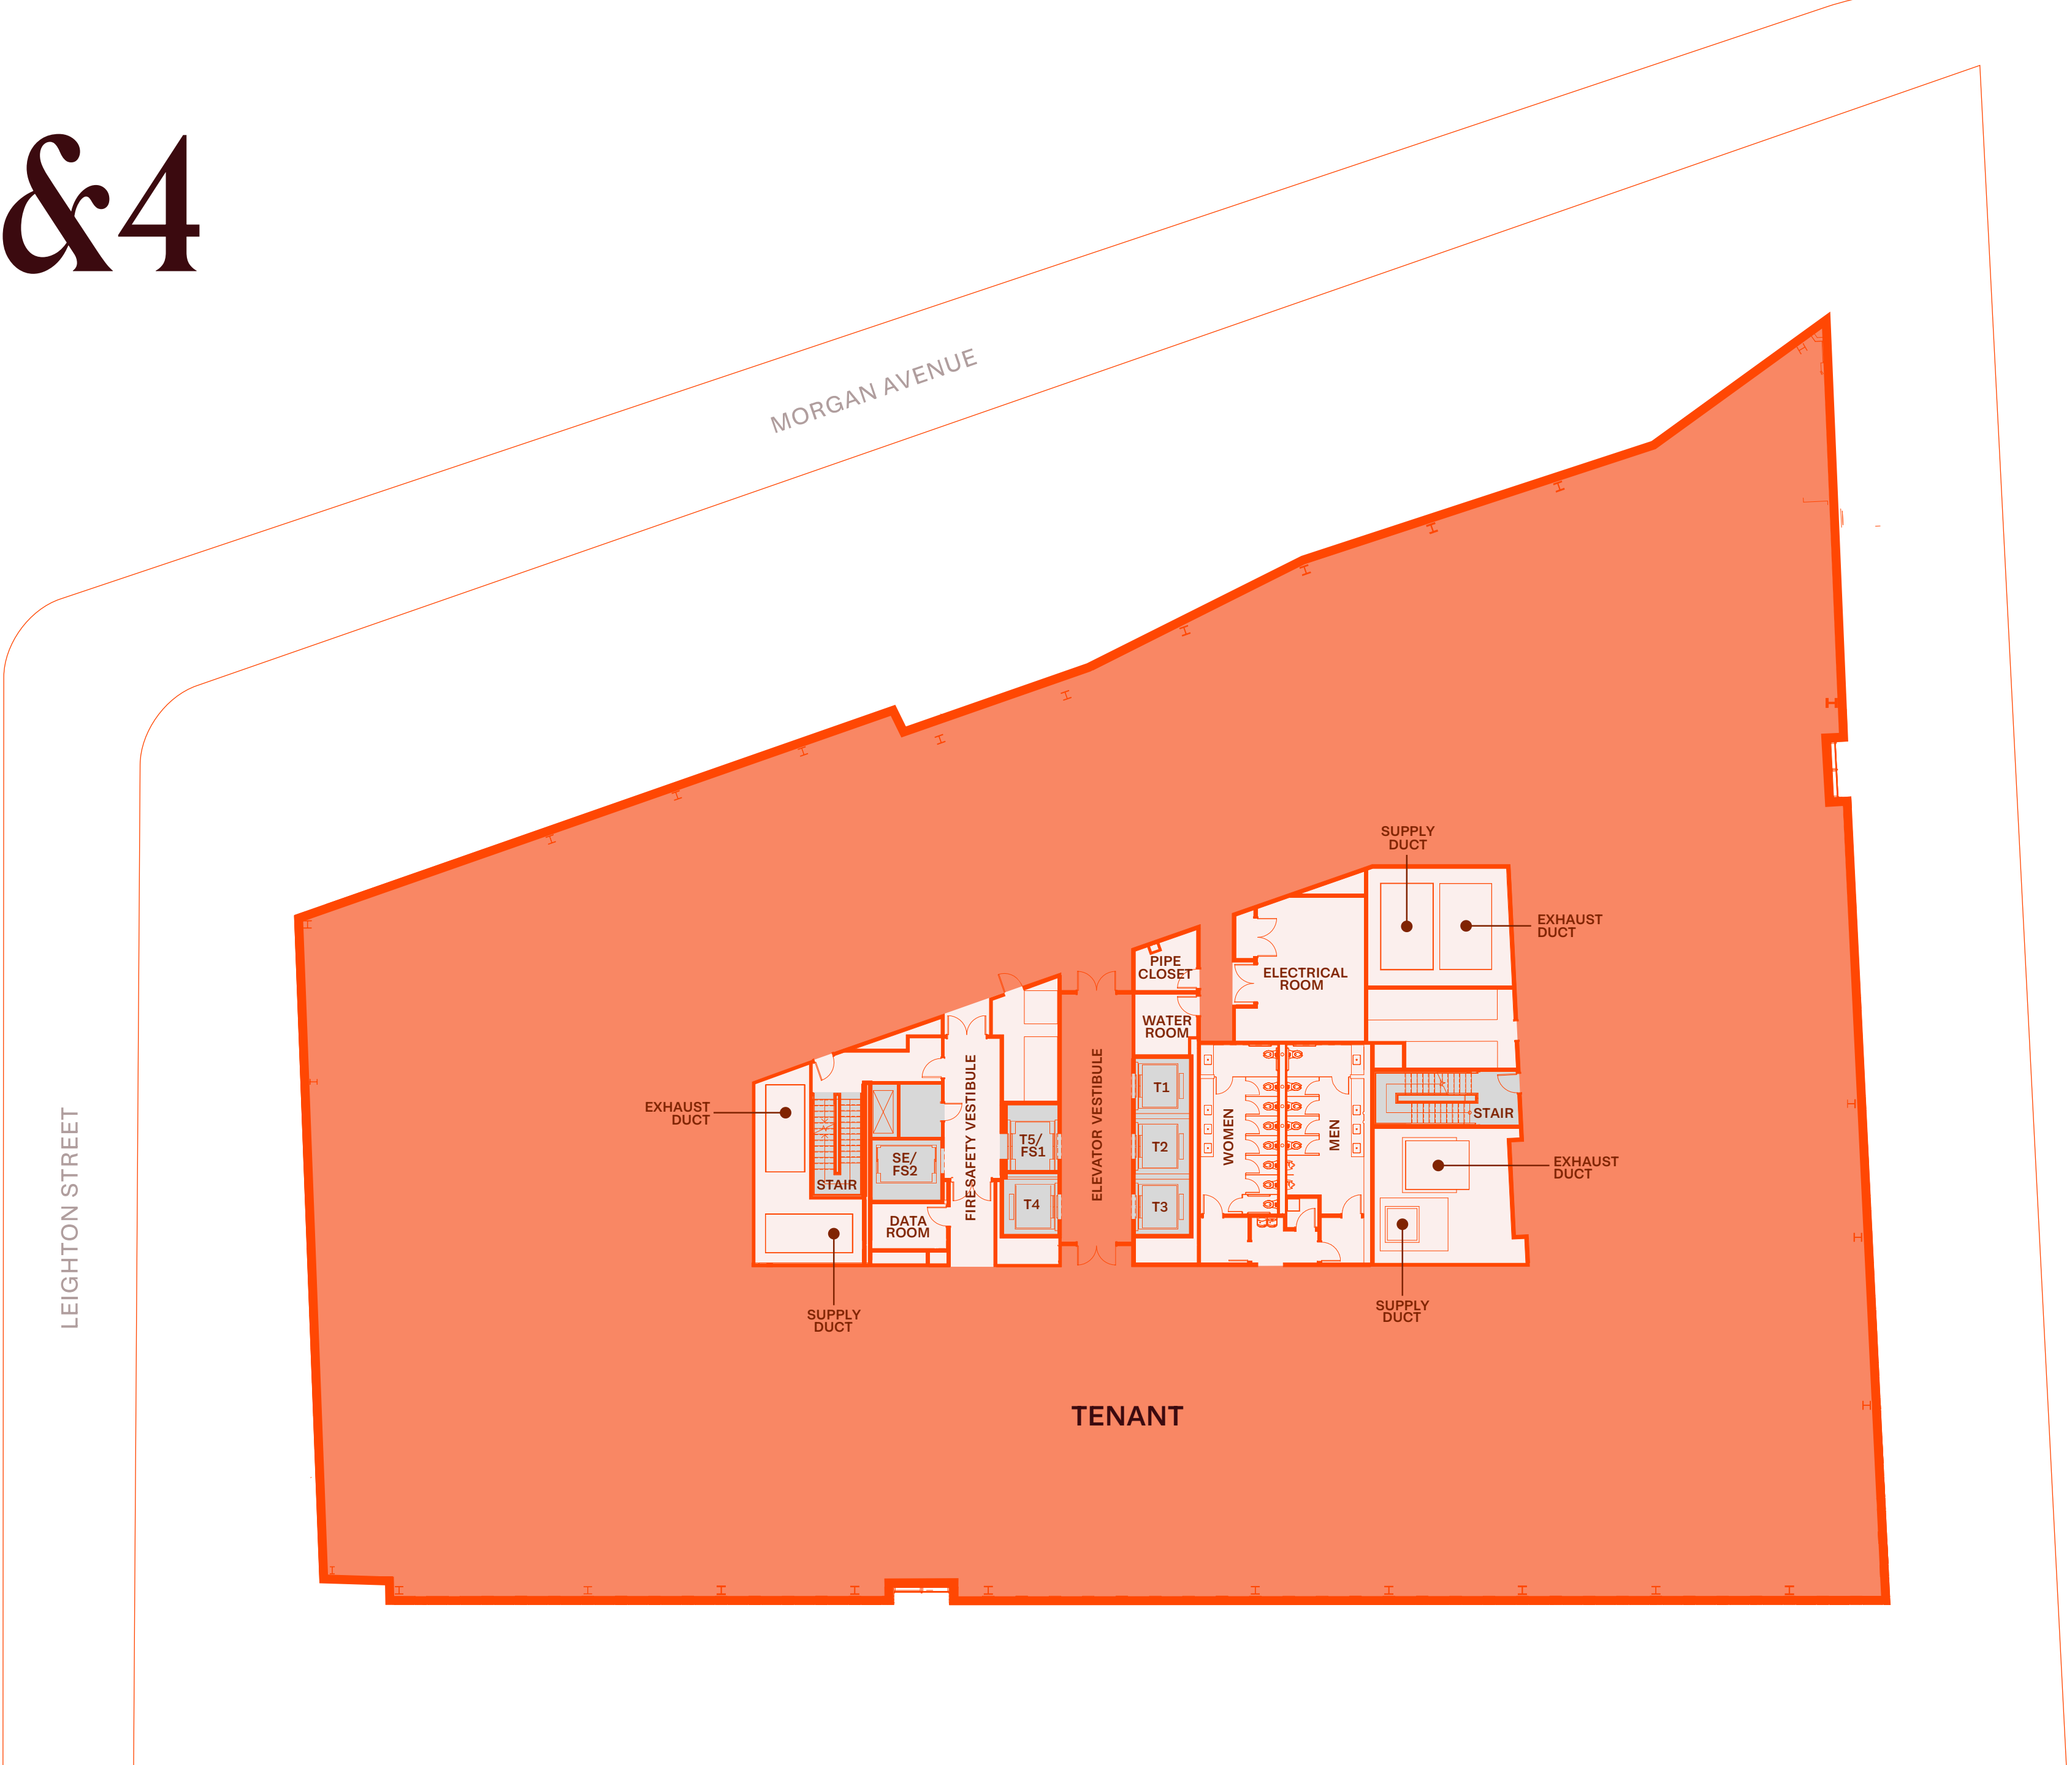 &4
MORGAN AVENUE
LEIGHTON STREET
SUPPLY
DUCT
EXHAUST
DUCT
PIPE
CLOSET
ELECTRICAL
ROOM
WATER
ROOM
EXHAUST
DUCT
STAIR
SE/
FS2
DATA
ROOM
FIRE SAFETY VESTIBULE
T5/
FS1
T4
ELEVATOR VESTIBULE
T1
T2
T3
WOMEN
MEN
STAIR
EXHAUST
DUCT
SUPPLY
DUCT
SUPPLY
DUCT
TENANT